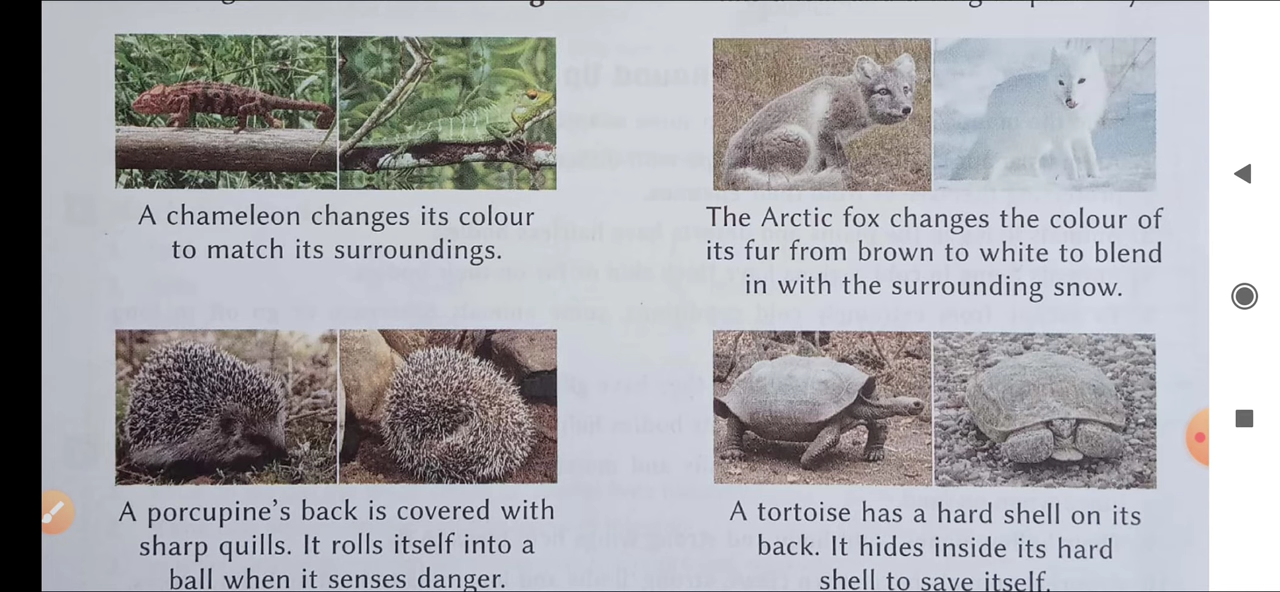 A chameleon changes its colour
to match its surroundings.
The Arctic fox changes the colour of
its fur from brown to white to blend
in with the surrounding snow.
A porcupine's back is covered with
sharp quills. It rolls itself into a
ball when it senses danger.
A tortoise has a hard shell on its
back. It hides inside its hard
shell to save itself.